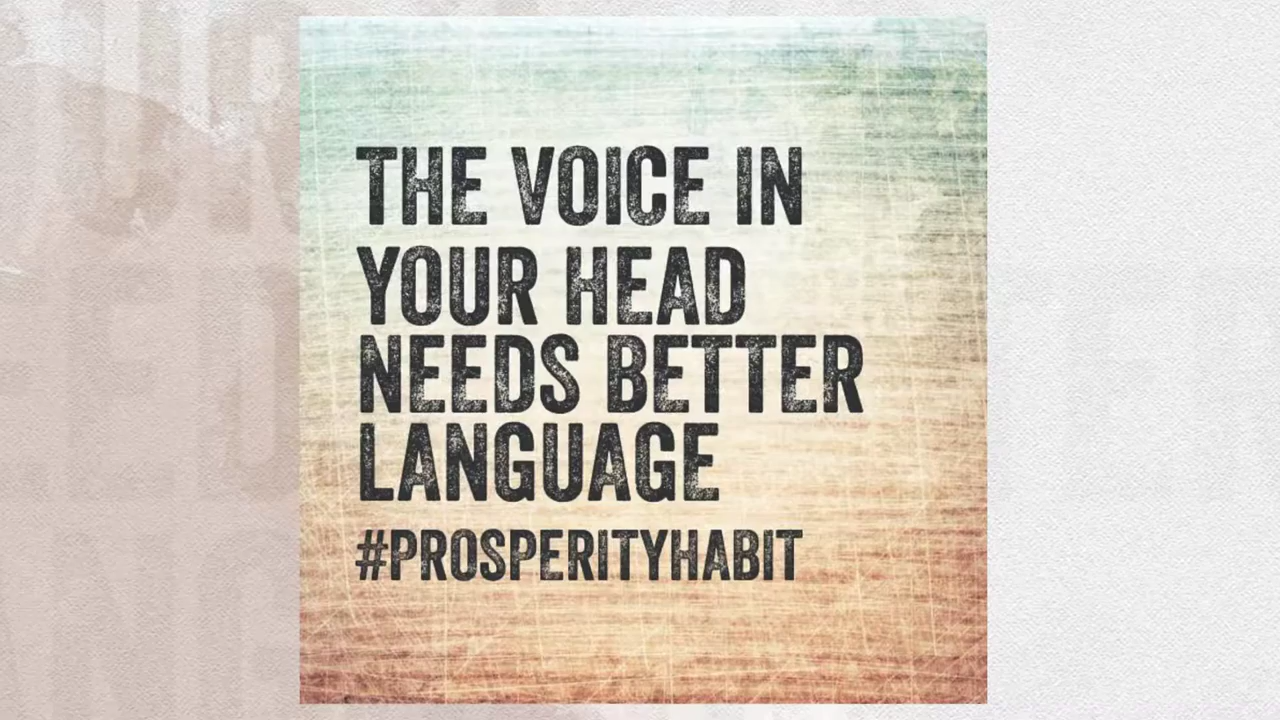 THE VOICE IN
YOUR HEAD
NEEDS BETTER
LANGUAGE
#PROSPERITYHABIT